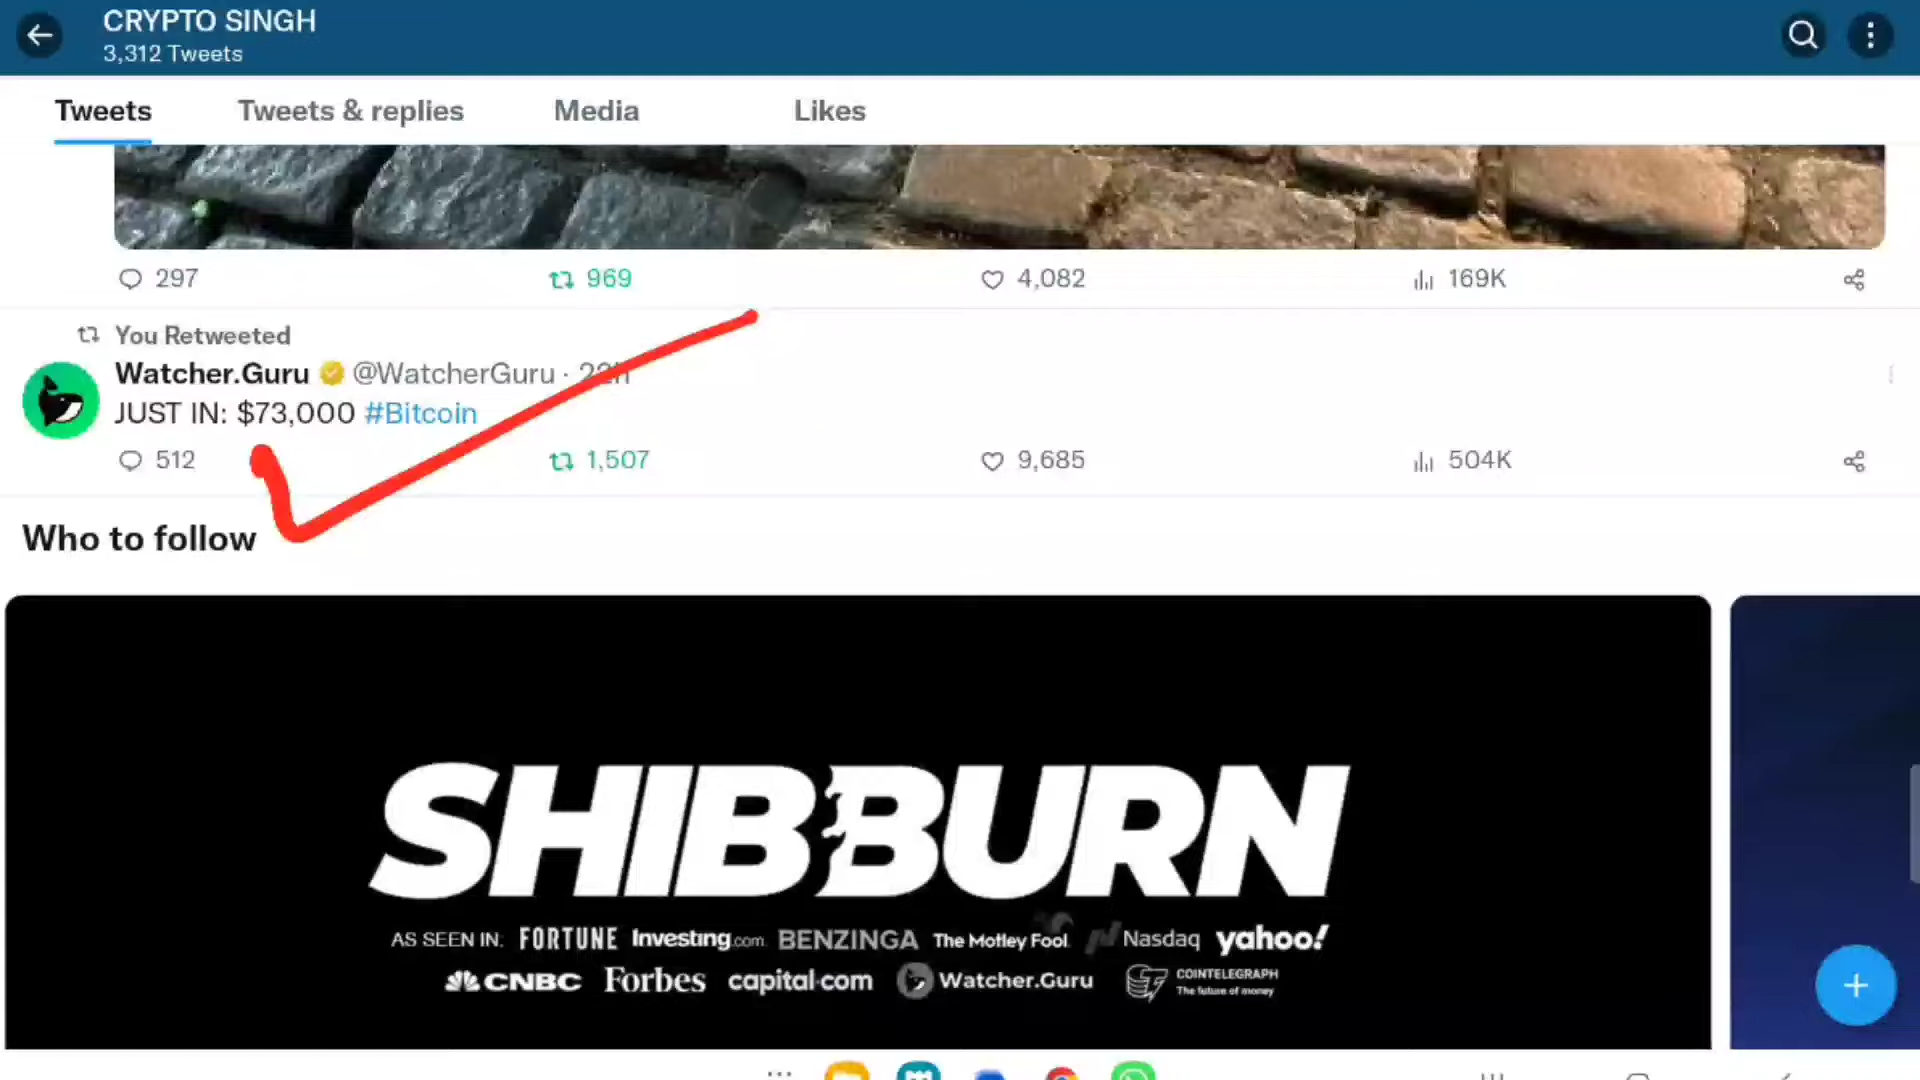 CRYPTO SINGH
3,312 Tweets
Tweets Tweets & replies Media Likes
297 969 4,082 169K
You Retweeted
Watcher.Guru @WatcherGuru · 22h
JUST IN: $73,000 #Bitcoin
512 1,507 9,685 504K
Who to follow
SHIBBURN
AS SEEN IN: FORTUNE Investing.com BENZINGA The Motley Fool Nasdaq yahoo!
CNBC Forbes capital.com Watcher.Guru COINTELEGRAPH
The future of money